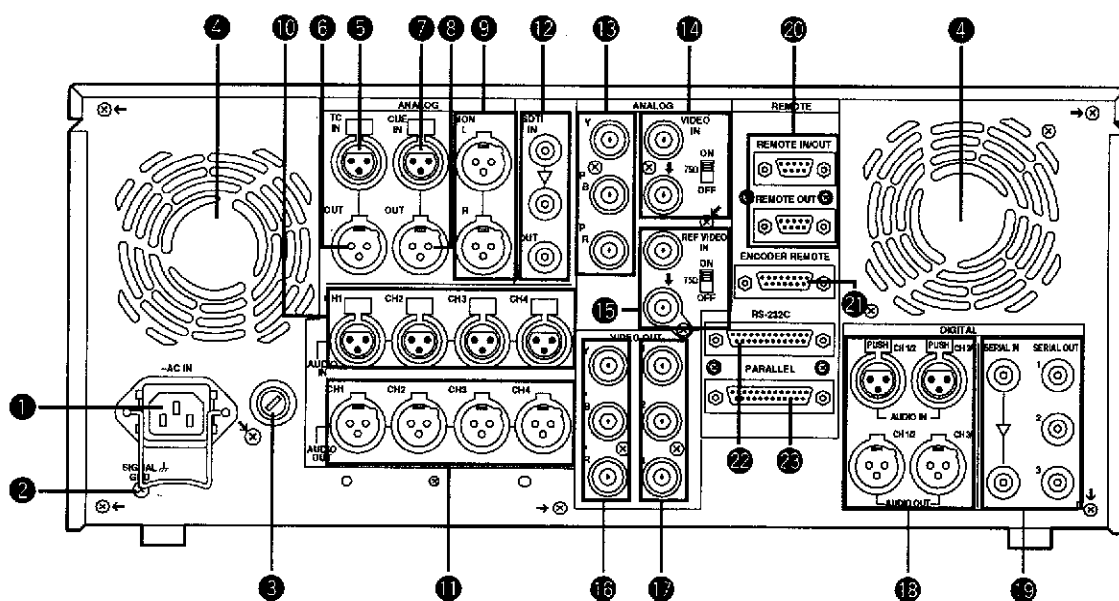 4 10 6 5 7 8 9 12 13 14 20 4
ANALOG ANALOG REMOTE
TC IN CUE IN MON L SDTI IN Y VIDEO IN
ON
75Ω
OFF
REMOTE IN/OUT
OUT OUT R OUT P B P R
REMOTE OUT
REF VIDEO IN
ON
75Ω
OFF
ENCODER REMOTE
15 21
CH1 CH2 CH3 CH4
AUDIO IN
RS-232C
VIDEO OUT
DIGITAL
PUSH CH1/2 PUSH SERIAL IN SERIAL OUT
~AC IN
1
CH1 CH2 CH3 CH4
AUDIO OUT
PARALLEL
AUDIO IN
1
2
3
CH1/2
SIGNAL GND
2
22 23
AUDIO OUT
3 11 16 17 18 19